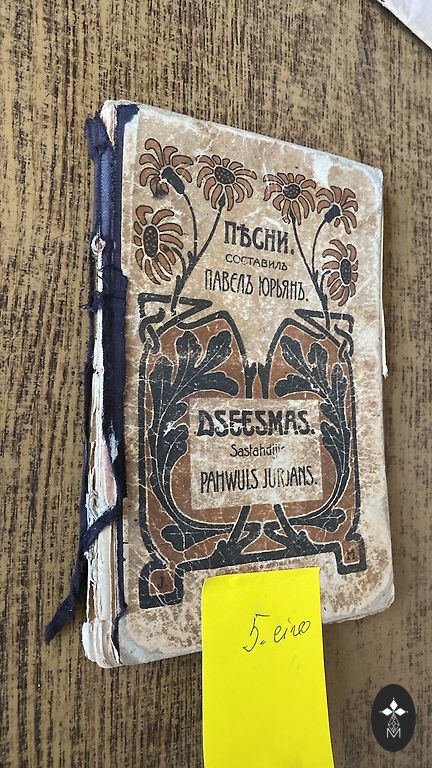 ПѢСНИ.
СОСТАВИЛЪ
ПАВЕЛЪ ЮРЬЯНЪ.
DSEESMAS.
Sastahdijis
PAHWULS JURJANS.
J M
5. eiro
M